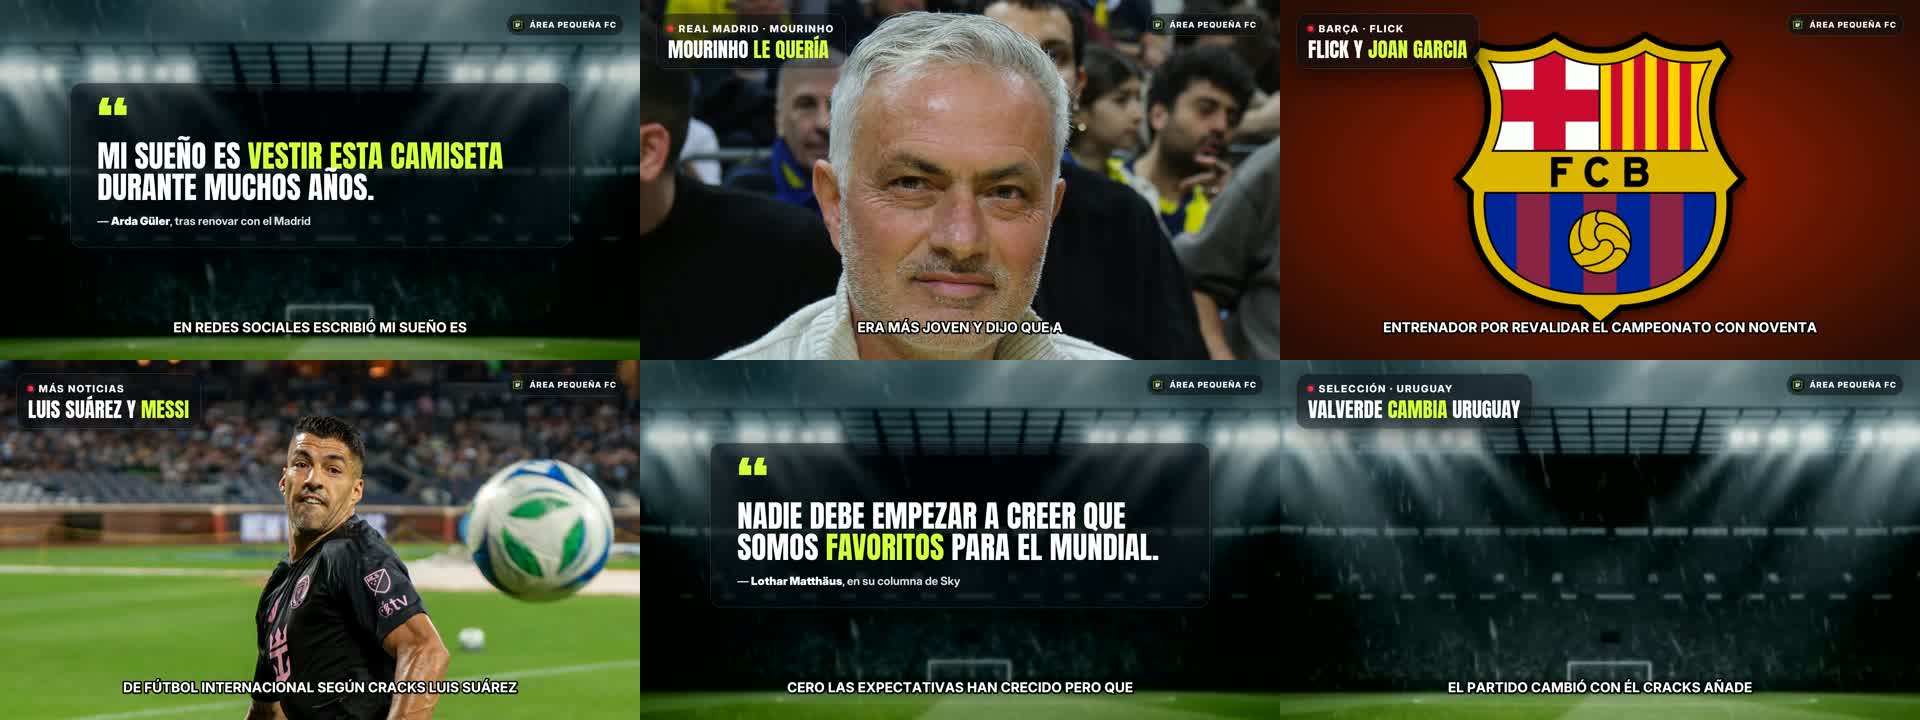 ÁREA PEQUEÑA FC
MI SUEÑO ES VESTIR ESTA CAMISETA
DURANTE MUCHOS AÑOS.
— Arda Güler, tras renovar con el Madrid
EN REDES SOCIALES ESCRIBIÓ MI SUEÑO ES
REAL MADRID · MOURINHO
MOURINHO LE QUERÍA
ÁREA PEQUEÑA FC
ERA MÁS JOVEN Y DIJO QUE A
BARÇA · FLICK
FLICK Y JOAN GARCIA
ÁREA PEQUEÑA FC
FCB
ENTRENADOR POR REVALIDAR EL CAMPEONATO CON NOVENTA
MÁS NOTICIAS
LUIS SUÁREZ Y MESSI
ÁREA PEQUEÑA FC
DE FÚTBOL INTERNACIONAL SEGÚN CRACKS LUIS SUÁREZ
ÁREA PEQUEÑA FC
NADIE DEBE EMPEZAR A CREER QUE
SOMOS FAVORITOS PARA EL MUNDIAL.
— Lothar Matthäus, en su columna de Sky
CERO LAS EXPECTATIVAS HAN CRECIDO PERO QUE
SELECCIÓN · URUGUAY
VALVERDE CAMBIA URUGUAY
ÁREA PEQUEÑA FC
EL PARTIDO CAMBIÓ CON ÉL CRACKS AÑADE